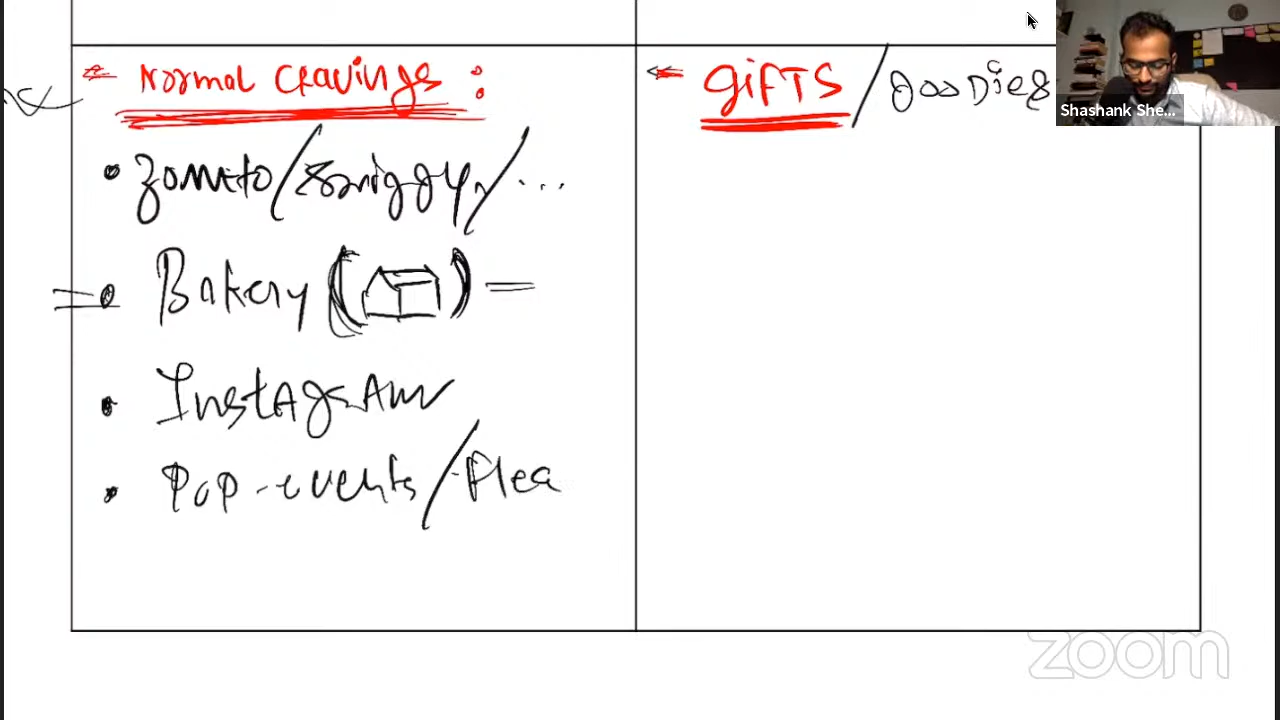 Normal Cravings :
• Zomato/Swiggy/...
• Bakery ( ) =
• InstAgrAm
• Pop-events/Flea
GiFTS / gooDies
Shashank She...
zoom